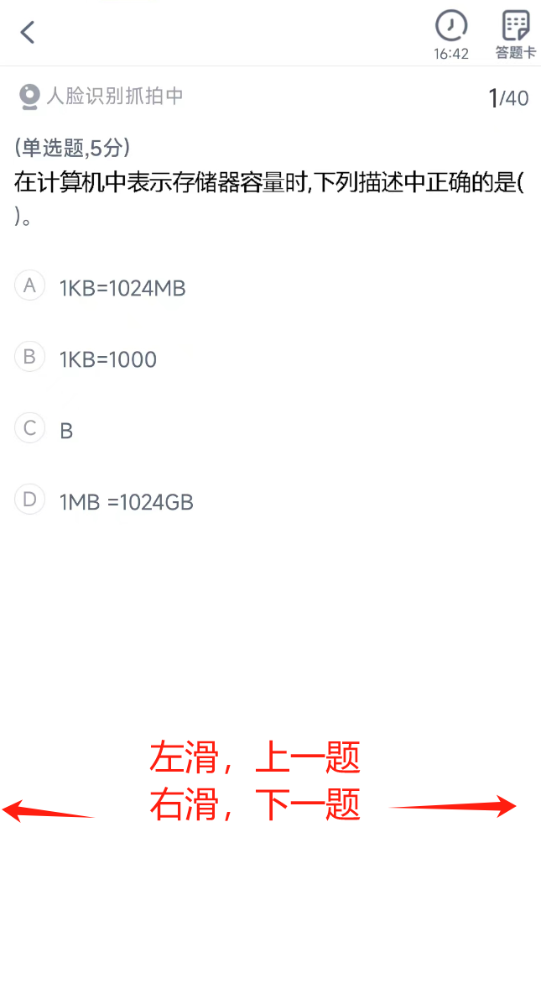 16:42
答题卡
人脸识别抓拍中
1/40
(单选题,5分)
在计算机中表示存储器容量时,下列描述中正确的是(
)。
A 1KB=1024MB
B 1KB=1000
C B
D 1MB =1024GB
左滑，上一题
右滑，下一题